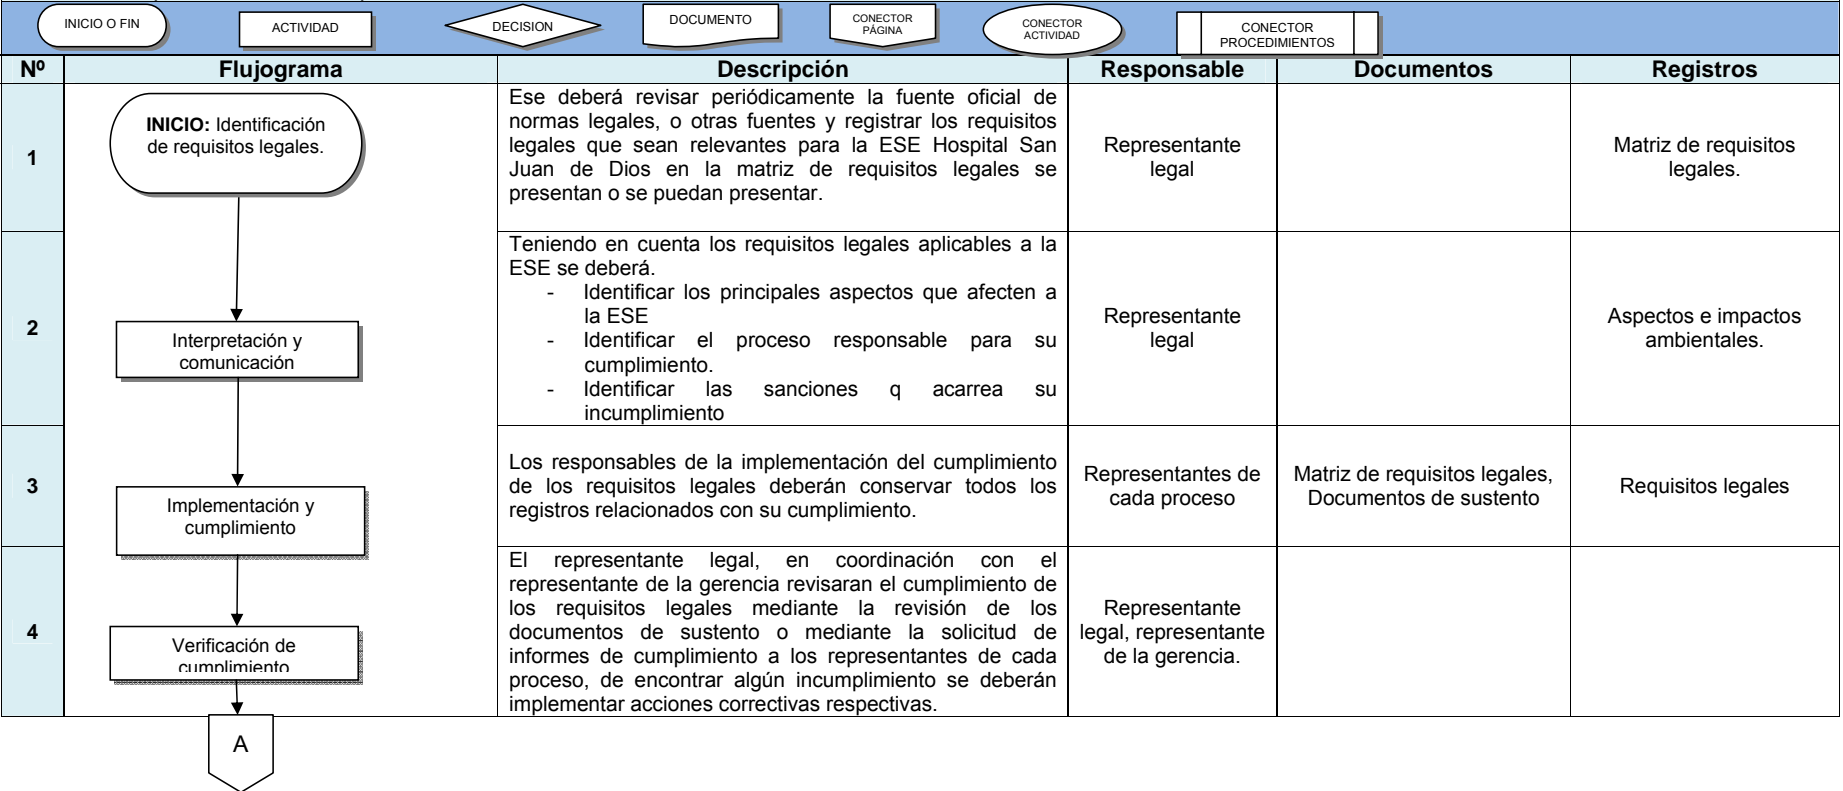 INICIO O FIN
ACTIVIDAD
DECISION
DOCUMENTO
CONECTOR
PÁGINA
CONECTOR
ACTIVIDAD
CONECTOR
PROCEDIMIENTOS
Nº Flujograma Descripción Responsable Documentos Registros
1
INICIO: Identificación
de requisitos legales.
Ese deberá revisar periódicamente la fuente oficial de
normas legales, o otras fuentes y registrar los requisitos
legales que sean relevantes para la ESE Hospital San
Juan de Dios en la matriz de requisitos legales se
presentan o se puedan presentar.
Representante
legal
Matriz de requisitos
legales.
2
Interpretación y
comunicación
Teniendo en cuenta los requisitos legales aplicables a la
ESE se deberá.
- Identificar los principales aspectos que afecten a
la ESE
- Identificar el proceso responsable para su
cumplimiento.
- Identificar las sanciones q acarrea su
incumplimiento
Representante
legal
Aspectos e impactos
ambientales.
3
Implementación y
cumplimiento
Los responsables de la implementación del cumplimiento
de los requisitos legales deberán conservar todos los
registros relacionados con su cumplimiento.
Representantes de
cada proceso
Matriz de requisitos legales,
Documentos de sustento
Requisitos legales
4
Verificación de
cumplimiento
El representante legal, en coordinación con el
representante de la gerencia revisaran el cumplimiento de
los requisitos legales mediante la revisión de los
documentos de sustento o mediante la solicitud de
informes de cumplimiento a los representantes de cada
proceso, de encontrar algún incumplimiento se deberán
implementar acciones correctivas respectivas.
Representante
legal, representante
de la gerencia.
A